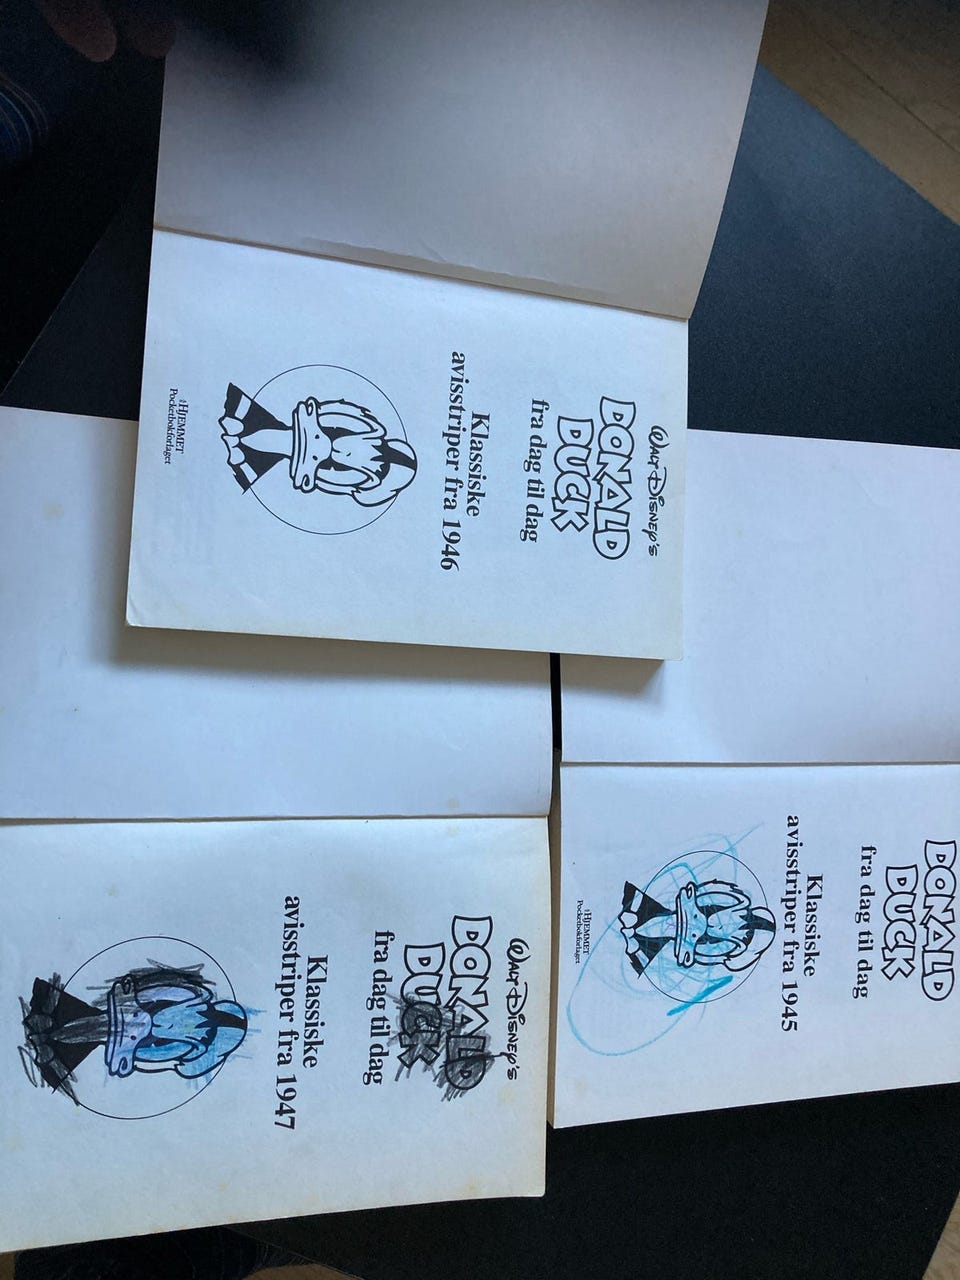 WALT DISNEY'S
DONALD
DUCK
fra dag til dag
Klassiske
avisstriper fra 1946
HJEMMET
Pocketbokforlaget
DONALD
DUCK
fra dag til dag
Klassiske
avisstriper fra 1945
HJEMMET
Pocketbokforlaget
WALT DISNEY'S
DONALD
DUCK
fra dag til dag
Klassiske
avisstriper fra 1947